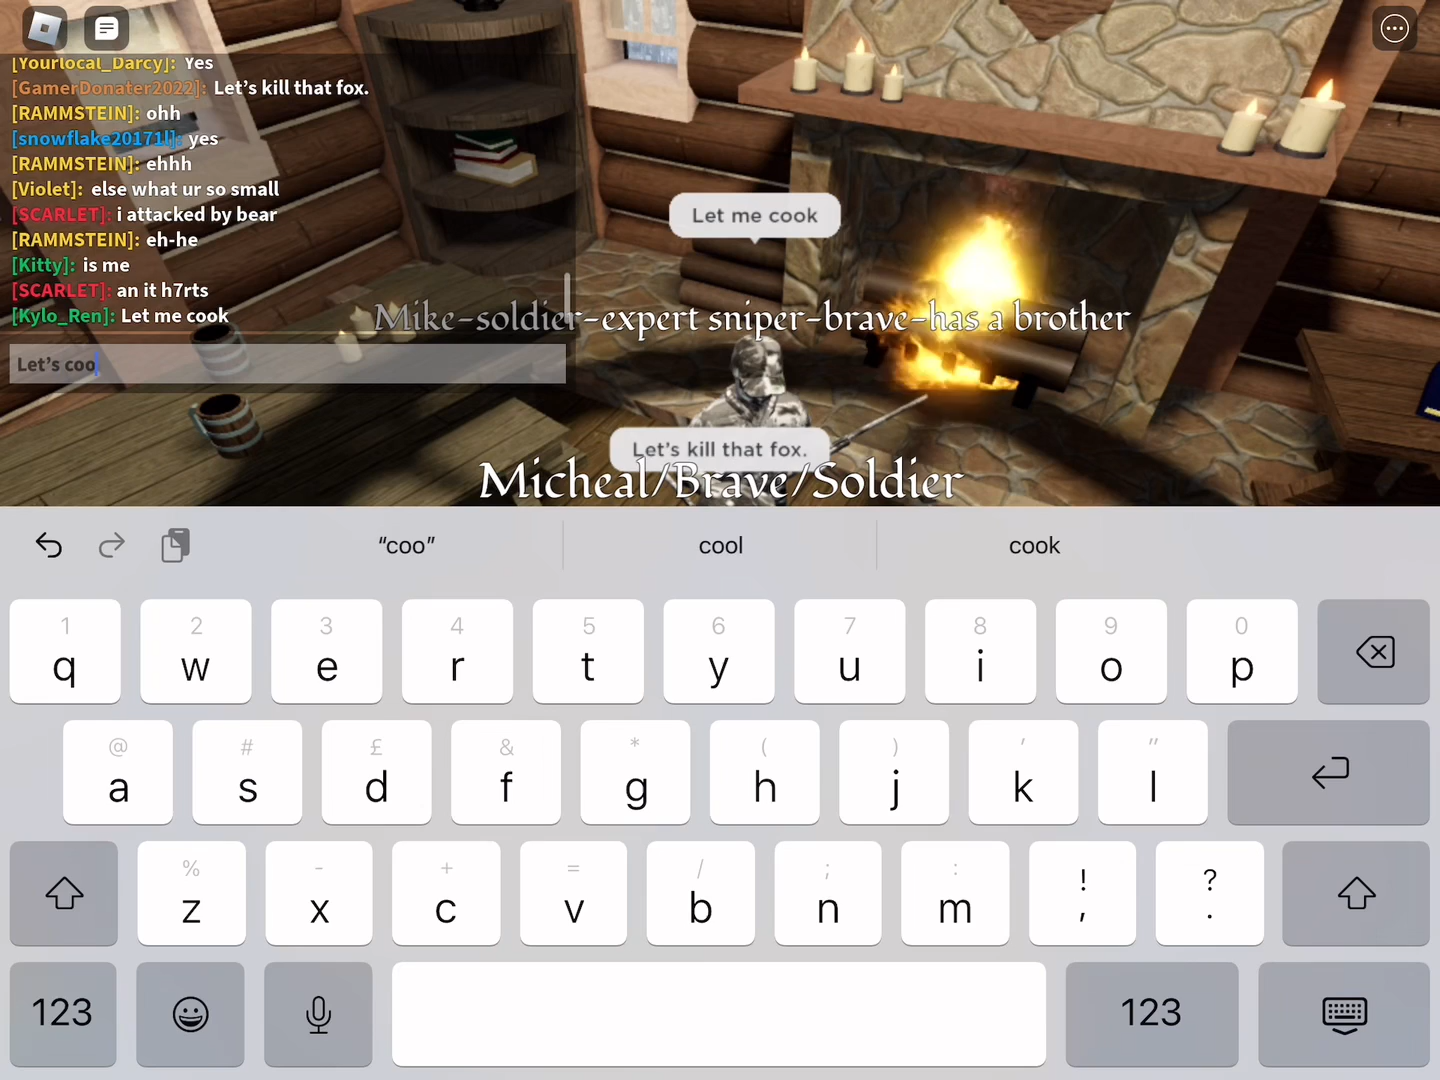 [Yourlocal_Darcy]: Yes
[GamerDonater2022]: Let's kill that fox.
[RAMMSTEIN]: ohh
[snowflake20171l]: yes
[RAMMSTEIN]: ehhh
[Violet]: else what ur so small
[SCARLET]: i attacked by bear
[RAMMSTEIN]: eh-he
[Kitty]: is me
[SCARLET]: an it h7rts
[Kylo_Ren]: Let me cook
Let's coo
Let me cook
Mike-soldier-expert sniper-brave-has a brother
Let's kill that fox.
Micheal/Brave/Soldier
“coo” cool cook
1 2 3 4 5 6 7 8 9 0
q w e r t y u i o p
@ # £ & * ( ) ' "
a s d f g h j k l
% - + = / ; : ! ?
z x c v b n m , .
123 123